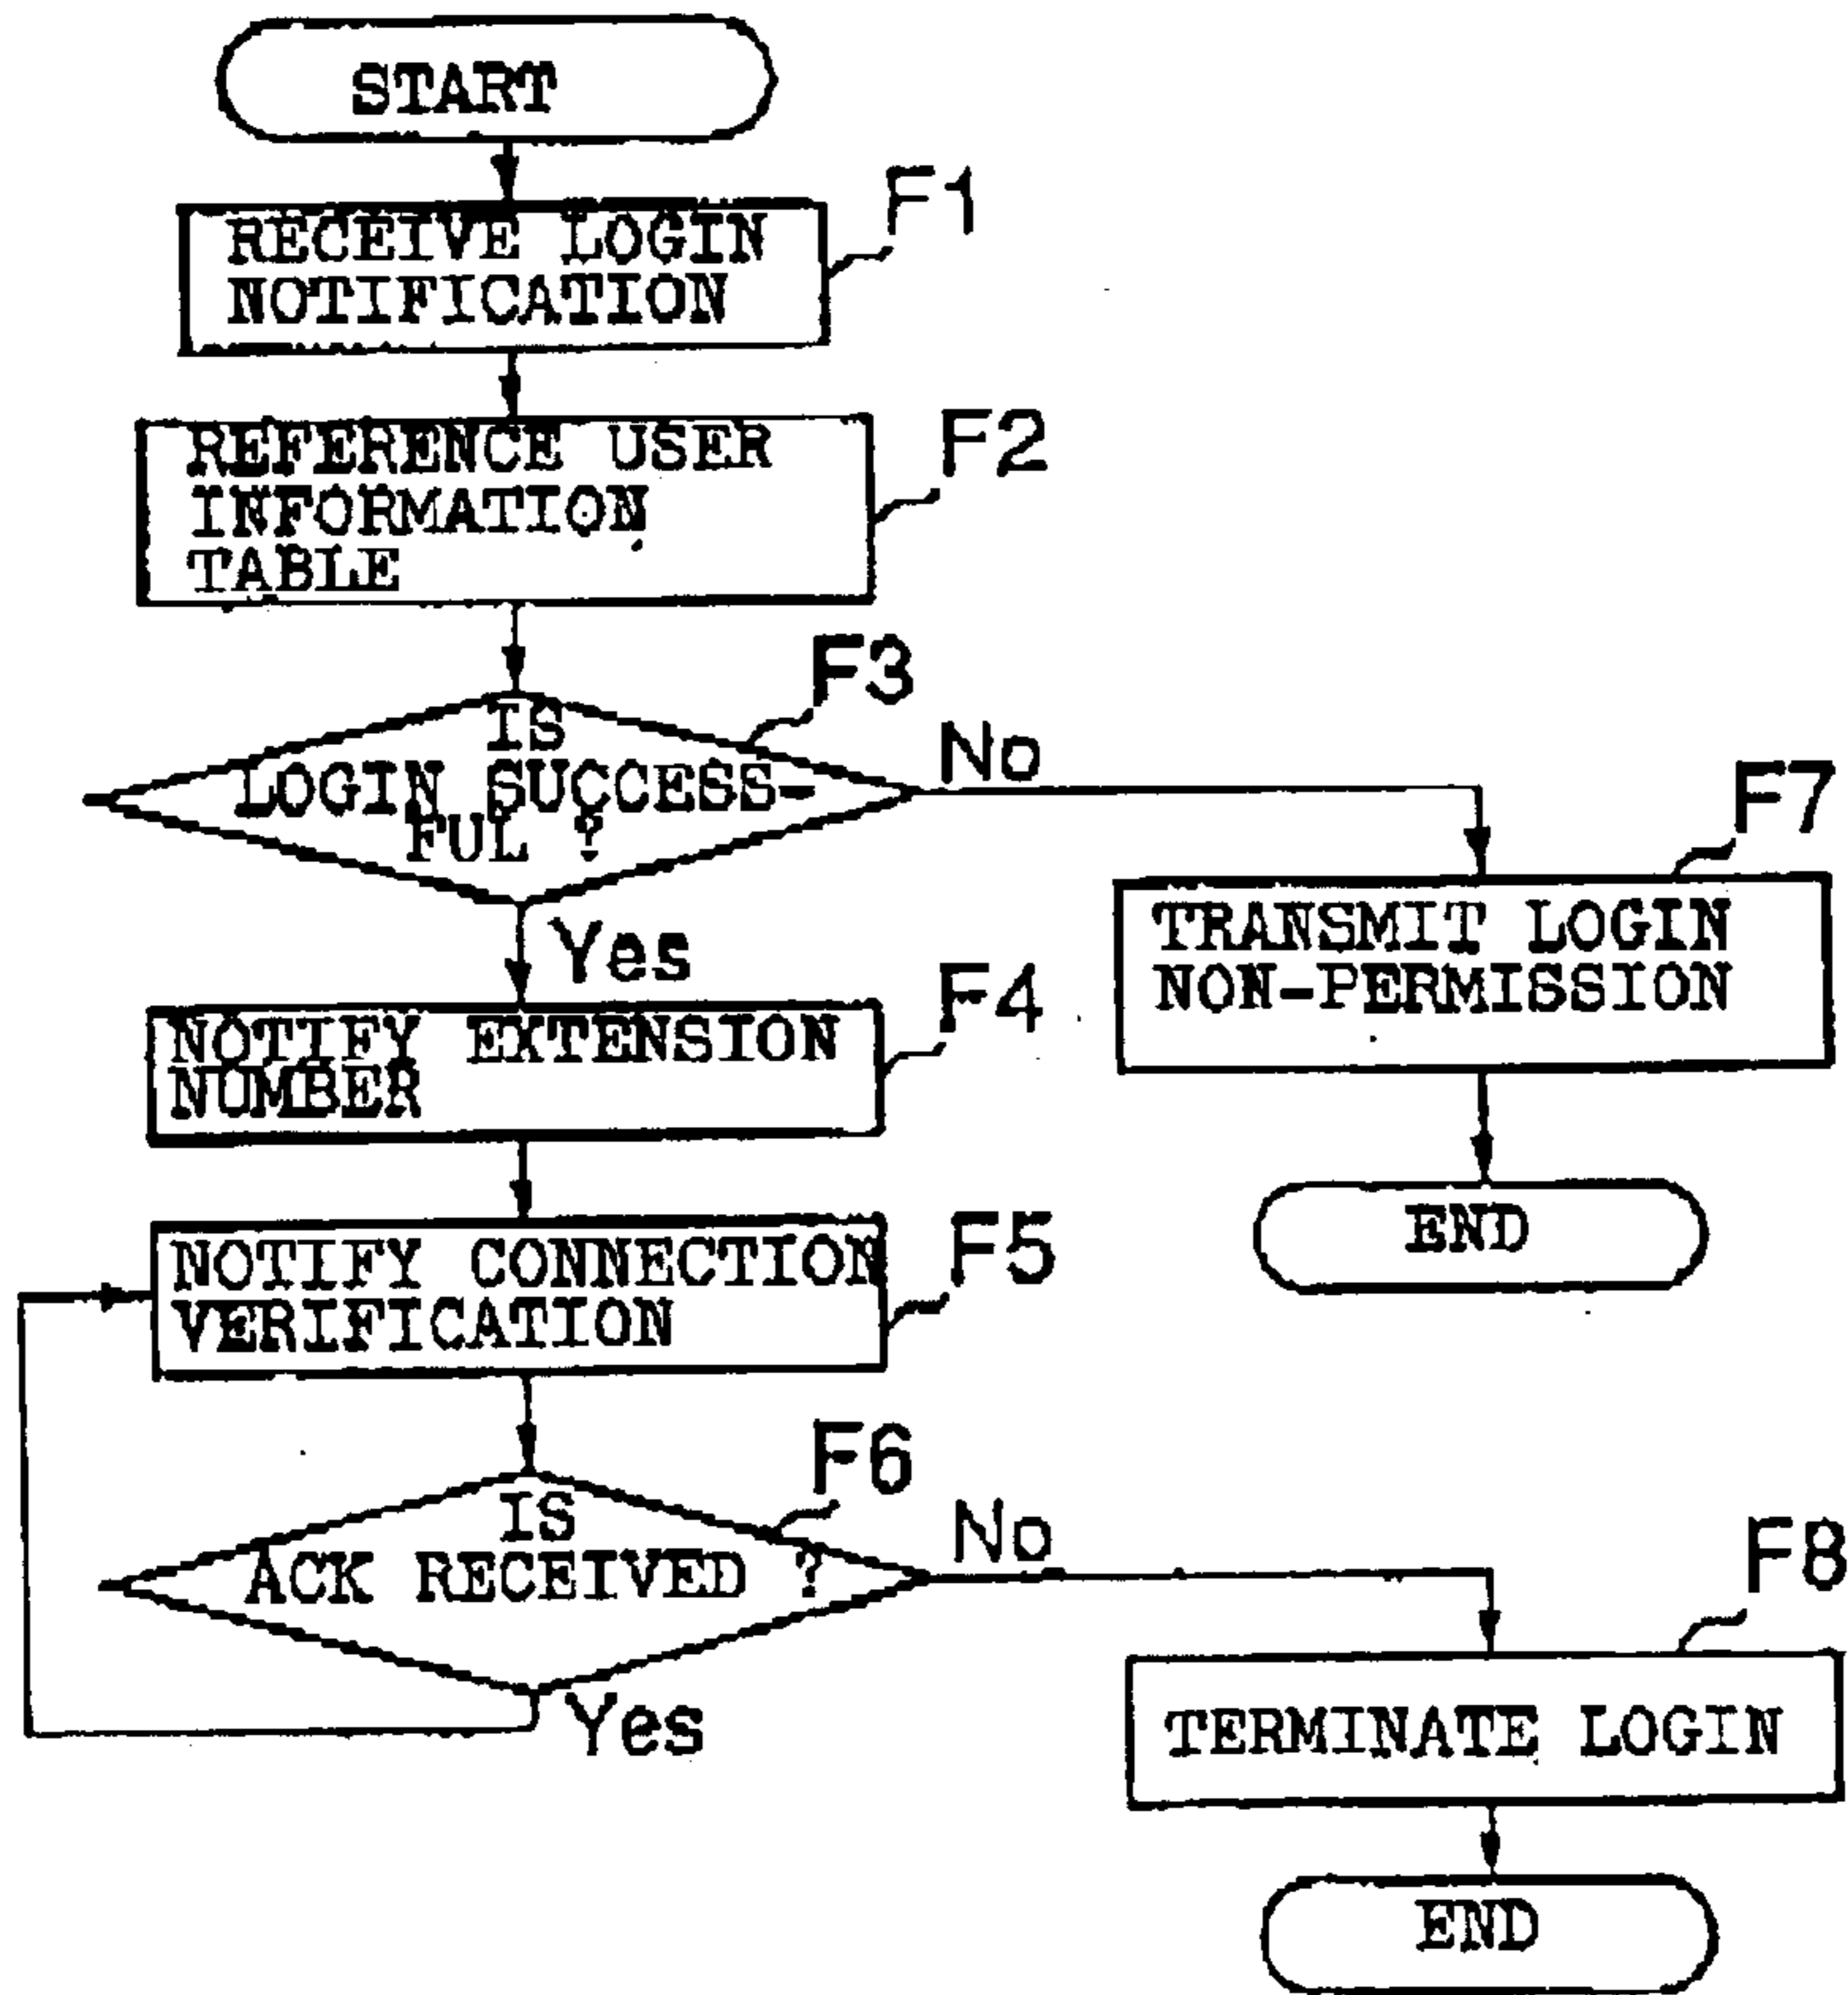 START
F1
RECEIVE LOGIN
NOTIFICATION
F2
REFERENCE USER
INFORMATION
TABLE
F3
IS
LOGIN SUCCESS-
FUL ?
No
Yes
F7
TRANSMIT LOGIN
NON-PERMISSION
END
F4
NOTIFY EXTENSION
NUMBER
F5
NOTIFY CONNECTION
VERIFICATION
F6
IS
ACK RECEIVED ?
No
Yes
F8
TERMINATE LOGIN
END